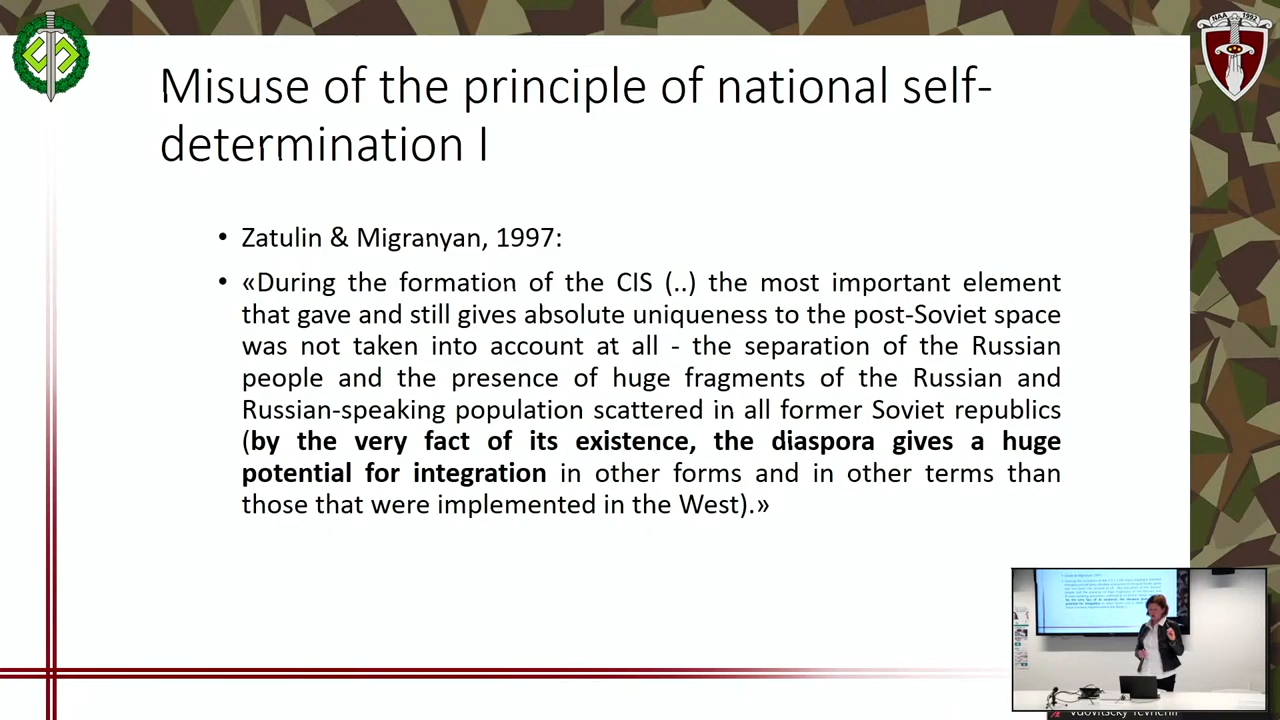 Misuse of the principle of national self-
determination I
• Zatulin & Migranyan, 1997:
• «During the formation of the CIS (..) the most important element
that gave and still gives absolute uniqueness to the post-Soviet space
was not taken into account at all - the separation of the Russian
people and the presence of huge fragments of the Russian and
Russian-speaking population scattered in all former Soviet republics
(by the very fact of its existence, the diaspora gives a huge
potential for integration in other forms and in other terms than
those that were implemented in the West).»
NAA 1992